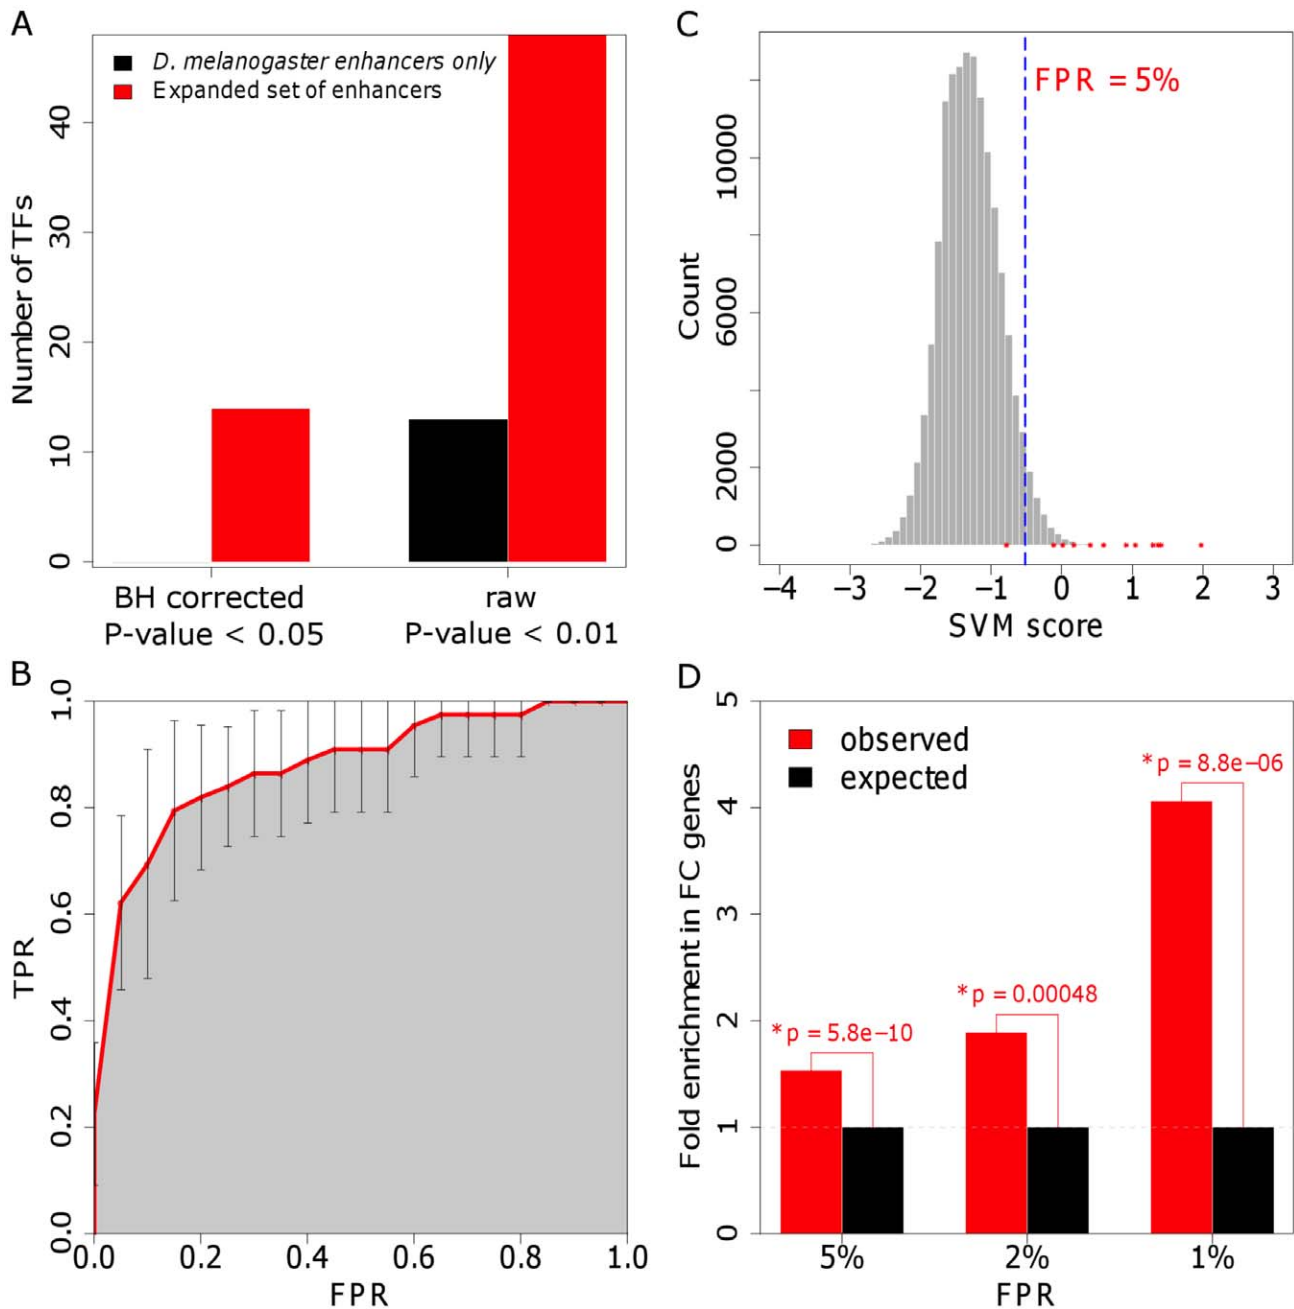 A
D. melanogaster enhancers only
Expanded set of enhancers
Number of TFs
0
10
20
30
40
BH corrected
P-value < 0.05
raw
P-value < 0.01
C
FPR = 5%
Count
0
2000
6000
10000
−4 −3 −2 −1 0 1 2 3
SVM score
B
TPR
0.0
0.2
0.4
0.6
0.8
1.0
0.0 0.2 0.4 0.6 0.8 1.0
FPR
D
observed
expected
Fold enrichment in FC genes
0
1
2
3
4
5
*p = 5.8e−10
*p = 0.00048
*p = 8.8e−06
5% 2% 1%
FPR